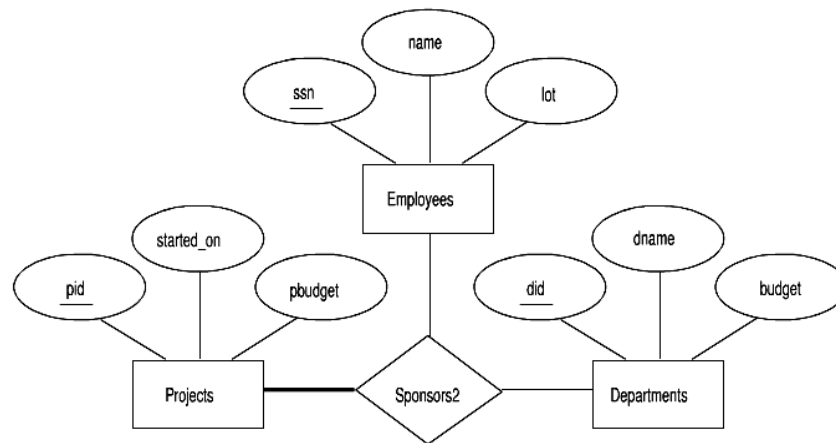 name
ssn
lot
Employees
started_on
dname
pid
pbudget
did
budget
Projects
Sponsors2
Departments